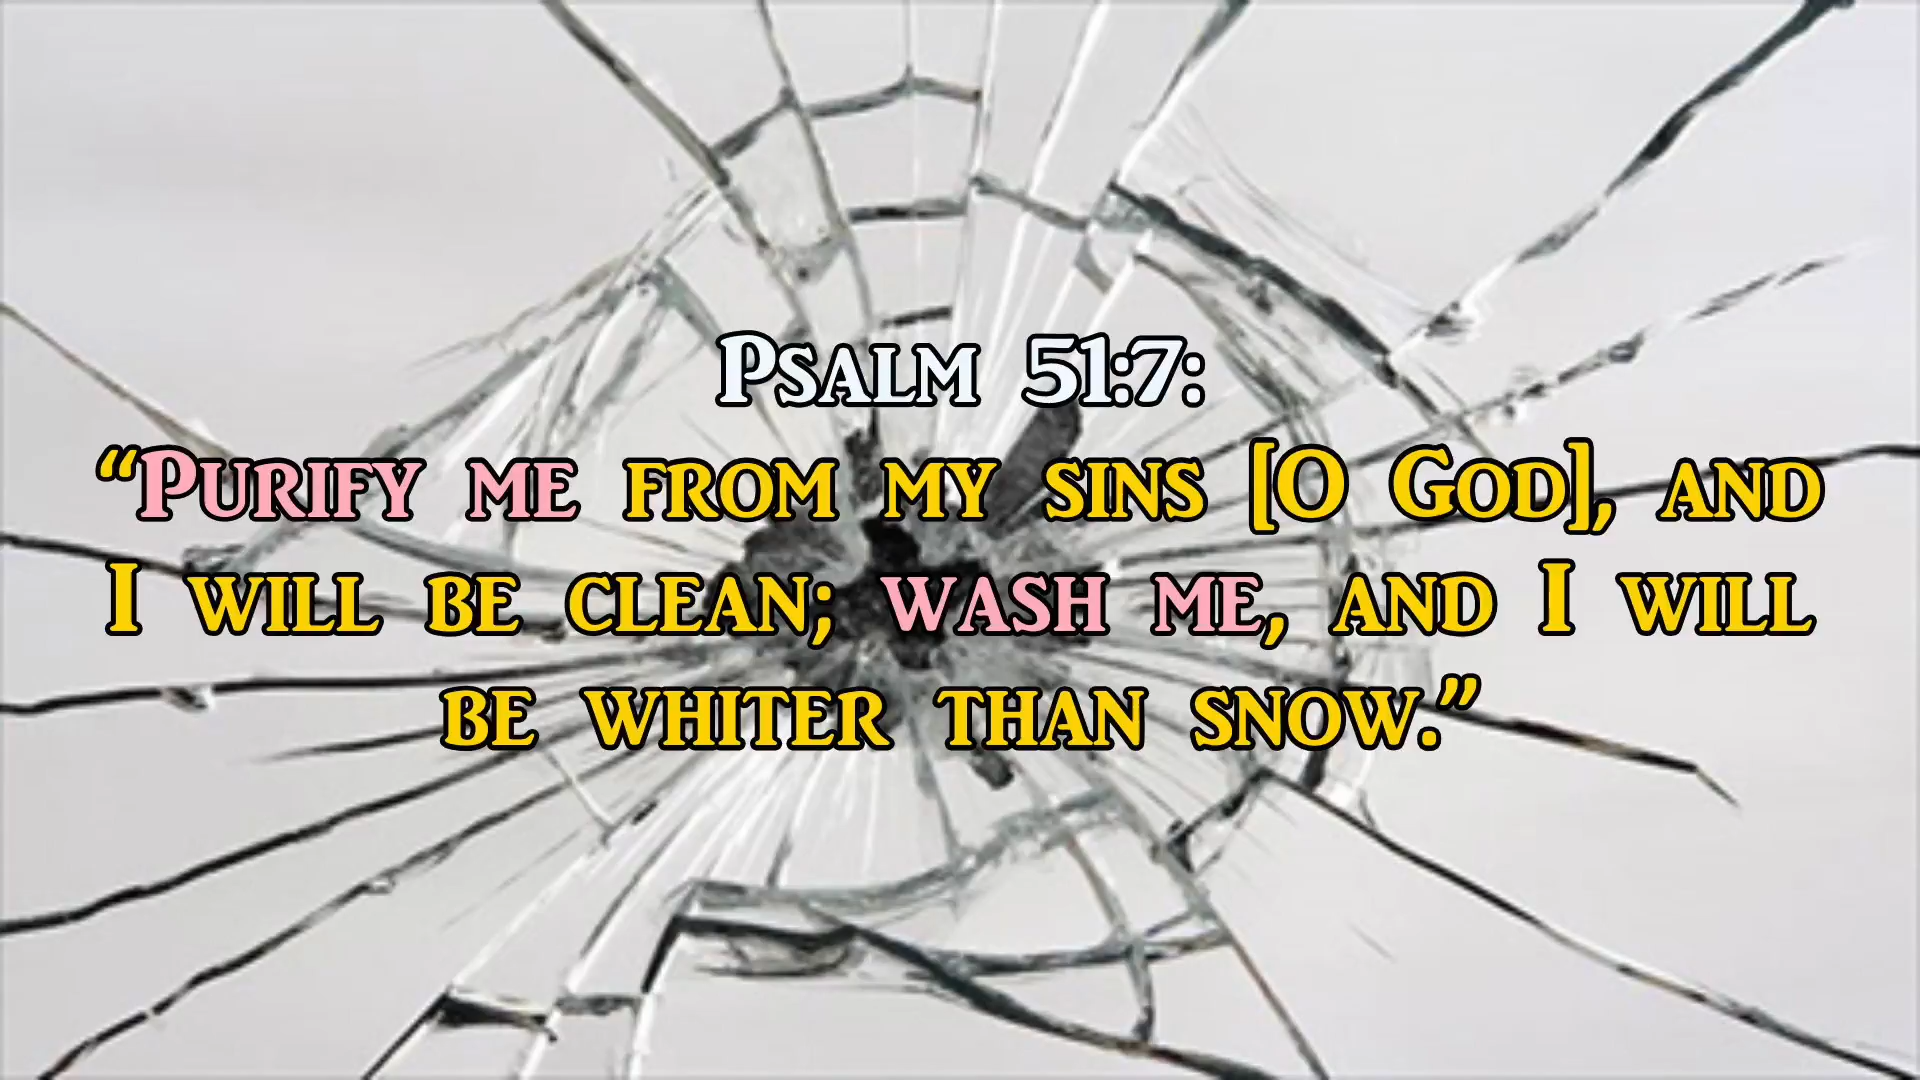 Psalm 51:7:
“Purify me from my sins [O God], and
I will be clean; wash me, and I will
be whiter than snow.”